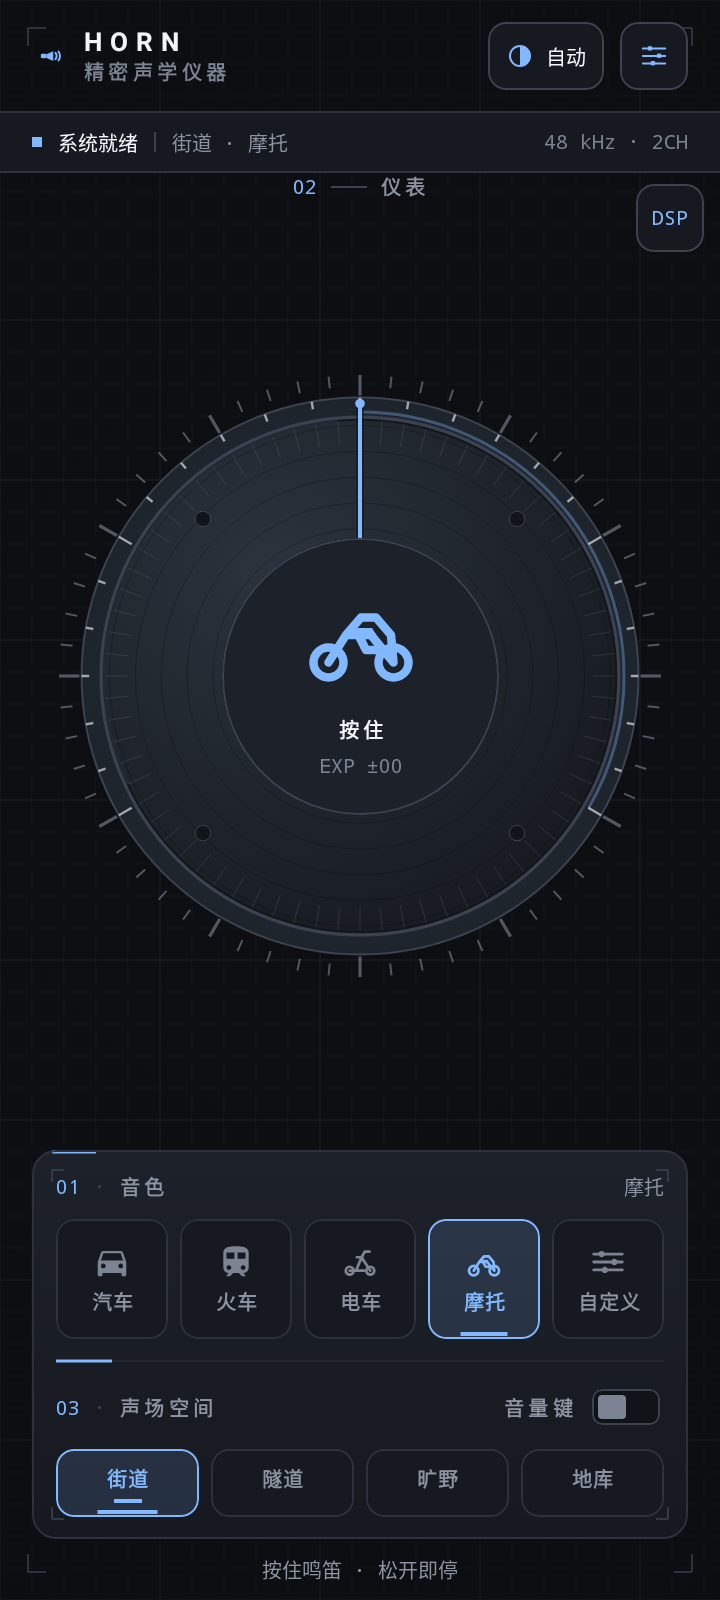 HORN
精密声学仪器
自动
系统就绪 街道 · 摩托 48 kHz · 2CH
02 仪表
DSP
按住
EXP ±00
01 · 音色 摩托
汽车 火车 电车 摩托 自定义
03 · 声场空间 音量键
街道 隧道 旷野 地库
按住鸣笛 · 松开即停